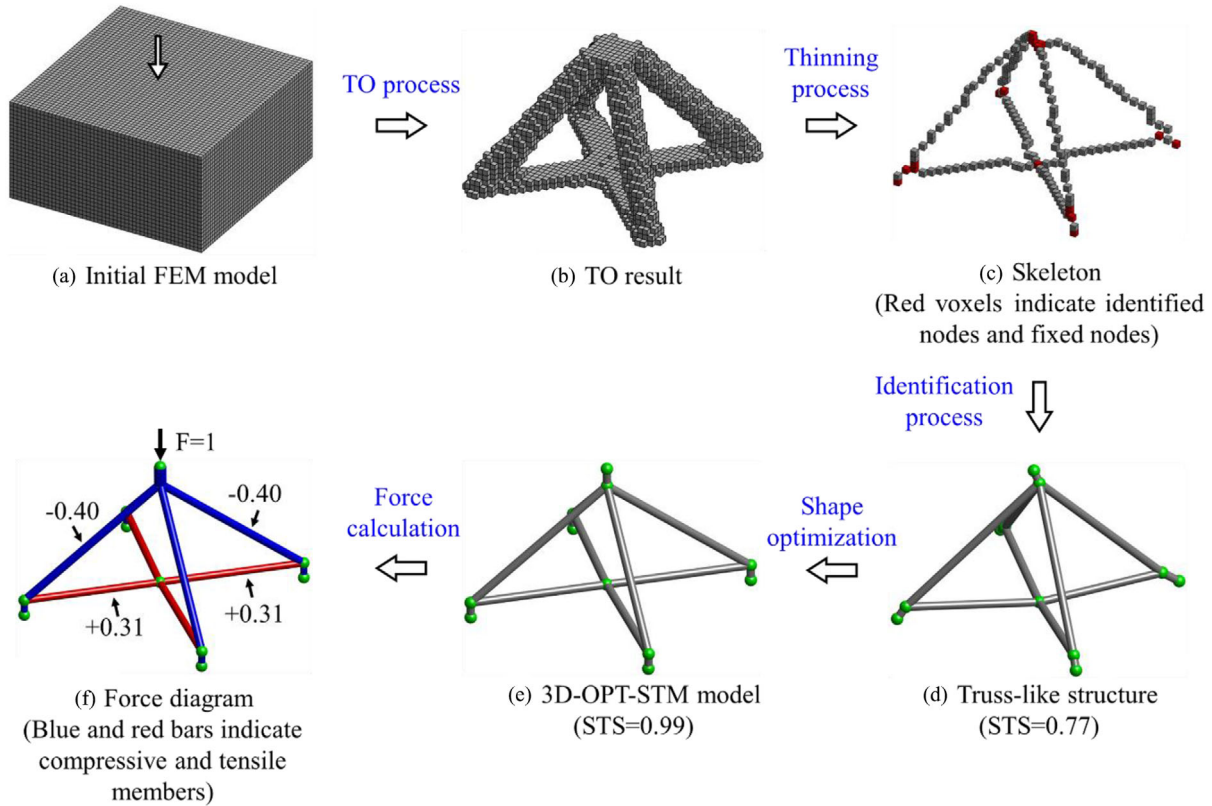 TO process
Thinning
process
(a) Initial FEM model
(b) TO result
(c) Skeleton
(Red voxels indicate identified
nodes and fixed nodes)
Identification
process
F=1
-0.40
-0.40
+0.31
+0.31
Force
calculation
Shape
optimization
(f) Force diagram
(Blue and red bars indicate
compressive and tensile
members)
(e) 3D-OPT-STM model
(STS=0.99)
(d) Truss-like structure
(STS=0.77)